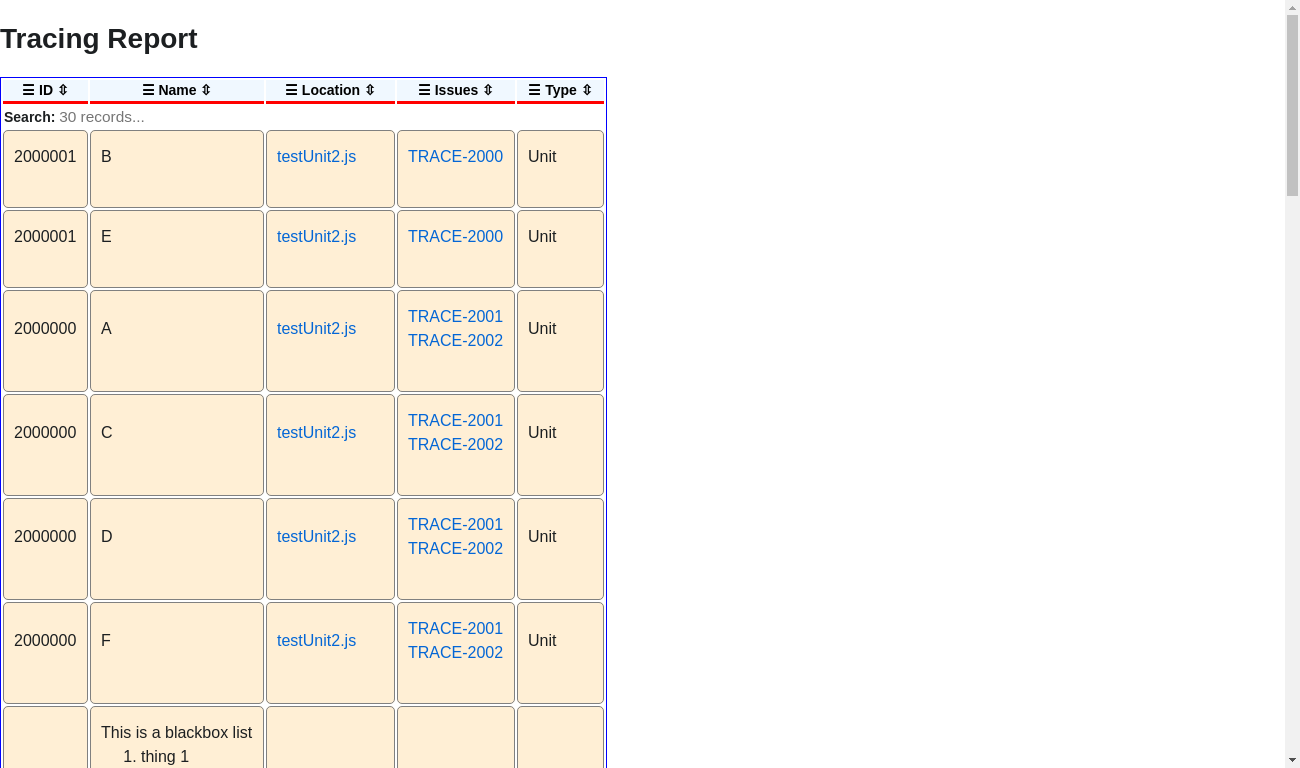 Tracing Report
☰ ID ⇳ ☰ Name ⇳ ☰ Location ⇳ ☰ Issues ⇳ ☰ Type ⇳
Search: 30 records...
2000001 B testUnit2.js TRACE-2000 Unit
2000001 E testUnit2.js TRACE-2000 Unit
2000000 A testUnit2.js TRACE-2001 Unit
TRACE-2002
2000000 C testUnit2.js TRACE-2001 Unit
TRACE-2002
2000000 D testUnit2.js TRACE-2001 Unit
TRACE-2002
2000000 F testUnit2.js TRACE-2001 Unit
TRACE-2002
This is a blackbox list
1. thing 1